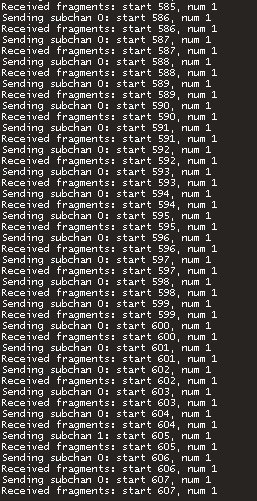 Received fragments: start 585, num 1
Sending subchan 0: start 586, num 1
Received fragments: start 586, num 1
Sending subchan 0: start 587, num 1
Received fragments: start 587, num 1
Sending subchan 0: start 588, num 1
Received fragments: start 588, num 1
Sending subchan 0: start 589, num 1
Received fragments: start 589, num 1
Sending subchan 0: start 590, num 1
Received fragments: start 590, num 1
Sending subchan 0: start 591, num 1
Received fragments: start 591, num 1
Sending subchan 0: start 592, num 1
Received fragments: start 592, num 1
Sending subchan 0: start 593, num 1
Received fragments: start 593, num 1
Sending subchan 0: start 594, num 1
Received fragments: start 594, num 1
Sending subchan 0: start 595, num 1
Received fragments: start 595, num 1
Sending subchan 0: start 596, num 1
Received fragments: start 596, num 1
Sending subchan 0: start 597, num 1
Received fragments: start 597, num 1
Sending subchan 0: start 598, num 1
Received fragments: start 598, num 1
Sending subchan 0: start 599, num 1
Received fragments: start 599, num 1
Sending subchan 0: start 600, num 1
Received fragments: start 600, num 1
Sending subchan 0: start 601, num 1
Received fragments: start 601, num 1
Sending subchan 0: start 602, num 1
Received fragments: start 602, num 1
Sending subchan 0: start 603, num 1
Received fragments: start 603, num 1
Sending subchan 0: start 604, num 1
Received fragments: start 604, num 1
Sending subchan 1: start 605, num 1
Received fragments: start 605, num 1
Sending subchan 0: start 606, num 1
Received fragments: start 606, num 1
Sending subchan 0: start 607, num 1
Received fragments: start 607, num 1